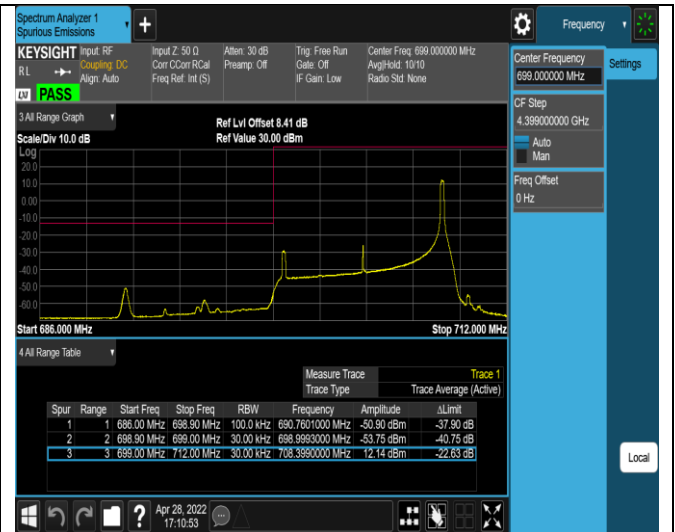 Spectrum Analyzer 1
Spurious Emissions
+
Frequency
KEYSIGHT
RL
LXI
PASS
Input: RF
Coupling: DC
Align: Auto
Input Z: 50 Ω
Corr CCorr RCal
Freq Ref: Int (S)
Atten: 30 dB
Preamp: Off
Trig: Free Run
Gate: Off
IF Gain: Low
Center Freq: 699.000000 MHz
Avg|Hold: 10/10
Radio Std: None
Center Frequency
699.000000 MHz
Settings
CF Step
4.399000000 GHz
Auto
Man
Freq Offset
0 Hz
3 All Range Graph
Scale/Div 10.0 dB
Ref Lvl Offset 8.41 dB
Ref Value 30.00 dBm
Log
20.0
10.0
0.00
-10.0
-20.0
-30.0
-40.0
-50.0
-60.0
Start 686.000 MHz
Stop 712.000 MHz
4 All Range Table
Measure Trace Trace 1
Trace Type Trace Average (Active)
Spur Range Start Freq Stop Freq RBW Frequency Amplitude ΔLimit
1 1 686.00 MHz 698.90 MHz 100.0 kHz 690.7601000 MHz -50.90 dBm -37.90 dB
2 2 698.90 MHz 699.00 MHz 30.00 kHz 698.9993000 MHz -53.75 dBm -40.75 dB
3 3 699.00 MHz 712.00 MHz 30.00 kHz 708.3990000 MHz 12.14 dBm -22.63 dB
Local
?
Apr 28, 2022
17:10:53